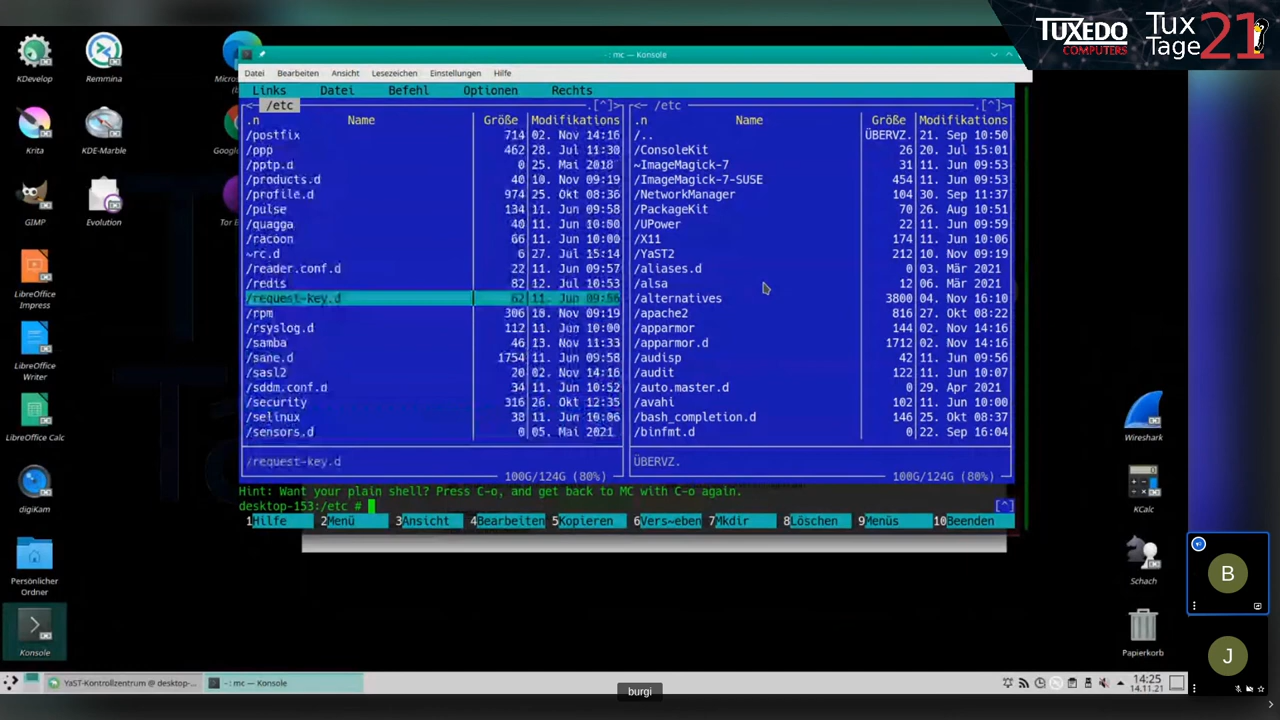 TUXEDO
COMPUTERS
Tux
Tage
21
KDevelop
Remmina
Krita
KDE-Marble
GIMP
Evolution
LibreOffice
Impress
LibreOffice
Writer
LibreOffice Calc
digiKam
Persönlicher
Ordner
Konsole
~ : mc — Konsole
Datei Bearbeiten Ansicht Lesezeichen Einstellungen Hilfe
Links Datei Befehl Optionen Rechts
<─ /etc .[^]>
.n Name Größe Modifikations
/postfix 714 02. Nov 14:16
/ppp 462 28. Jul 11:30
/pptp.d 0 25. Mai 2018
/products.d 40 10. Nov 09:19
/profile.d 974 25. Okt 08:36
/pulse 134 11. Jun 09:58
/quagga 40 11. Jun 10:00
/racoon 66 11. Jun 10:00
~rc.d 6 27. Jul 15:14
/reader.conf.d 22 11. Jun 09:57
/redis 82 12. Jul 10:53
/request-key.d 62 11. Jun 09:56
/rpm 306 10. Nov 09:19
/rsyslog.d 112 11. Jun 10:00
/samba 46 13. Nov 11:33
/sane.d 1754 11. Jun 09:58
/sasl2 20 02. Nov 14:16
/sddm.conf.d 34 11. Jun 10:52
/security 316 26. Okt 12:35
/selinux 38 11. Jun 10:06
/sensors.d 0 05. Mai 2021
/request-key.d
100G/124G (80%)
<─ /etc .[^]>
.n Name Größe Modifikations
/.. ÜBERVZ. 21. Sep 10:50
/ConsoleKit 26 20. Jul 15:01
~ImageMagick-7 31 11. Jun 09:53
/ImageMagick-7-SUSE 454 11. Jun 09:53
/NetworkManager 104 30. Sep 11:37
/PackageKit 70 26. Aug 10:51
/UPower 22 11. Jun 09:59
/X11 174 11. Jun 10:06
/YaST2 212 10. Nov 09:19
/aliases.d 0 03. Mär 2021
/alsa 12 06. Mär 2021
/alternatives 3800 04. Nov 16:10
/apache2 816 27. Okt 08:22
/apparmor 144 02. Nov 14:16
/apparmor.d 1712 02. Nov 14:16
/audisp 42 11. Jun 09:56
/audit 122 11. Jun 10:07
/auto.master.d 0 29. Apr 2021
/avahi 102 11. Jun 10:00
/bash_completion.d 146 25. Okt 08:37
/binfmt.d 0 22. Sep 16:04
ÜBERVZ.
100G/124G (80%)
Hint: Want your plain shell? Press C-o, and get back to MC with C-o again.
desktop-153:/etc # [^]
1Hilfe 2Menü 3Ansicht 4Bearbeiten 5Kopieren 6Vers~eben 7Mkdir 8Löschen 9Menüs 10Beenden
Wireshark
KCalc
Schach
Papierkorb
B
J
YaST-Kontrollzentrum @ desktop-...
~ : mc — Konsole
14:25
14.11.21
burgi